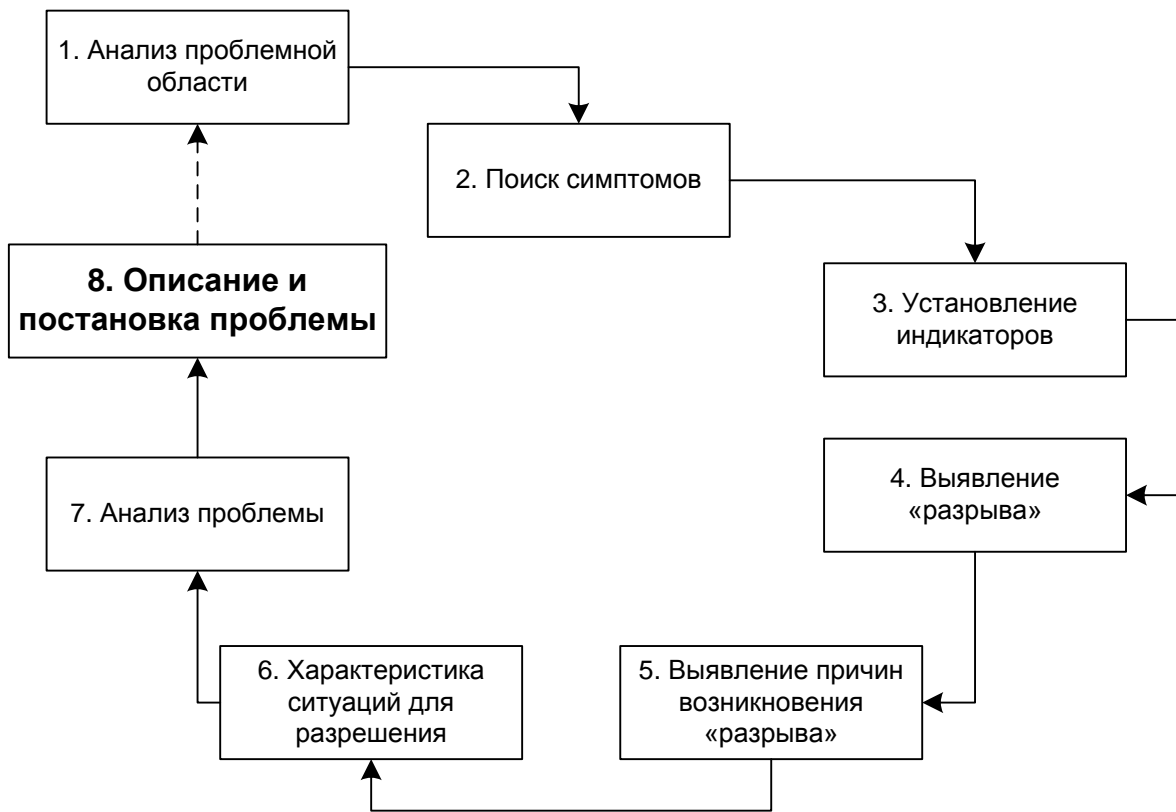 1. Анализ проблемной
области
2. Поиск симптомов
3. Установление
индикаторов
4. Выявление
«разрыва»
5. Выявление причин
возникновения
«разрыва»
6. Характеристика
ситуаций для
разрешения
7. Анализ проблемы
8. Описание и
постановка проблемы